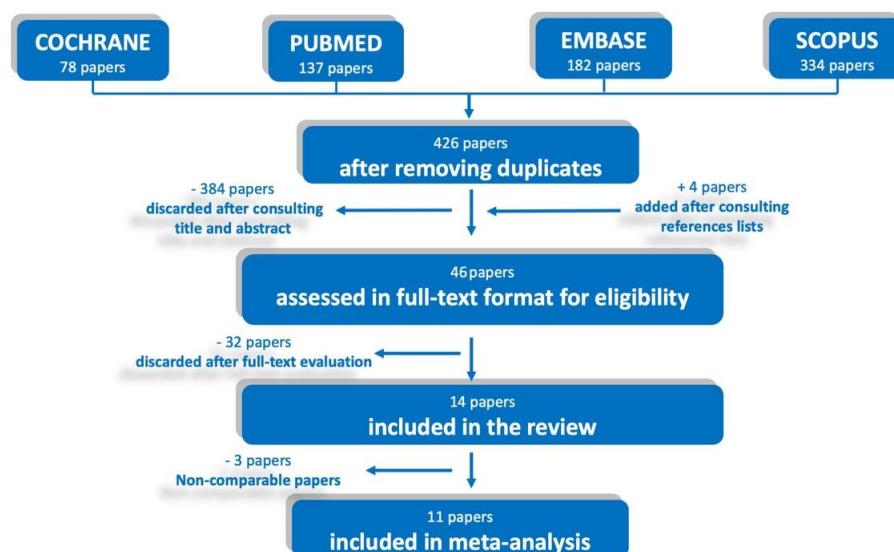 COCHRANE
78 papers
PUBMED
137 papers
EMBASE
182 papers
SCOPUS
334 papers
426 papers
after removing duplicates
- 384 papers
discarded after consulting
title and abstract
+ 4 papers
added after consulting
references lists
46 papers
assessed in full-text format for eligibility
- 32 papers
discarded after full-text evaluation
14 papers
included in the review
- 3 papers
Non-comparable papers
11 papers
included in meta-analysis